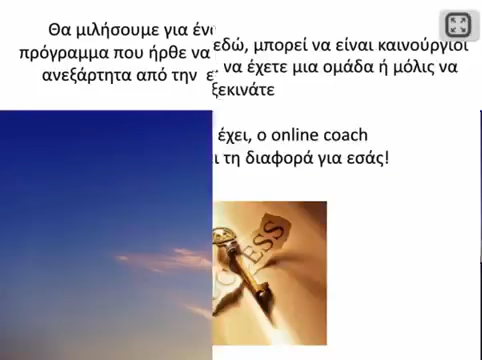 Θα μιλήσουμε για ένα
πρόγραμμα που ήρθε να
ανεξάρτητα από την
εδώ, μπορεί να είναι καινούργιοι
να έχετε μια ομάδα ή μόλις να
ξεκινάτε
έχει, ο online coach
τη διαφορά για εσάς!
SUCCESS